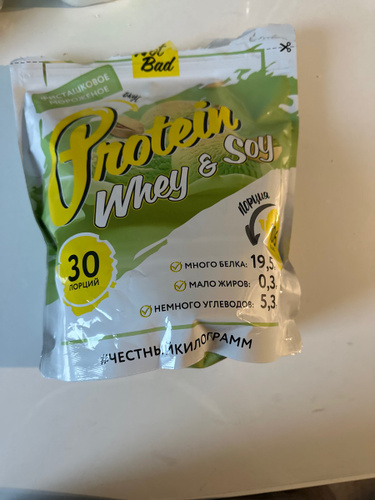 Not
Bad
ФИСТАШКОВОЕ
МОРОЖЕНОЕ
вкус
Protein
Whey & Soy
ПОРЦИЯ
30
ПОРЦИЙ
МНОГО БЕЛКА: 19,5
МАЛО ЖИРОВ: 0,3
НЕМНОГО УГЛЕВОДОВ: 5,3
#ЧЕСТНЫЙКИЛОГРАММ